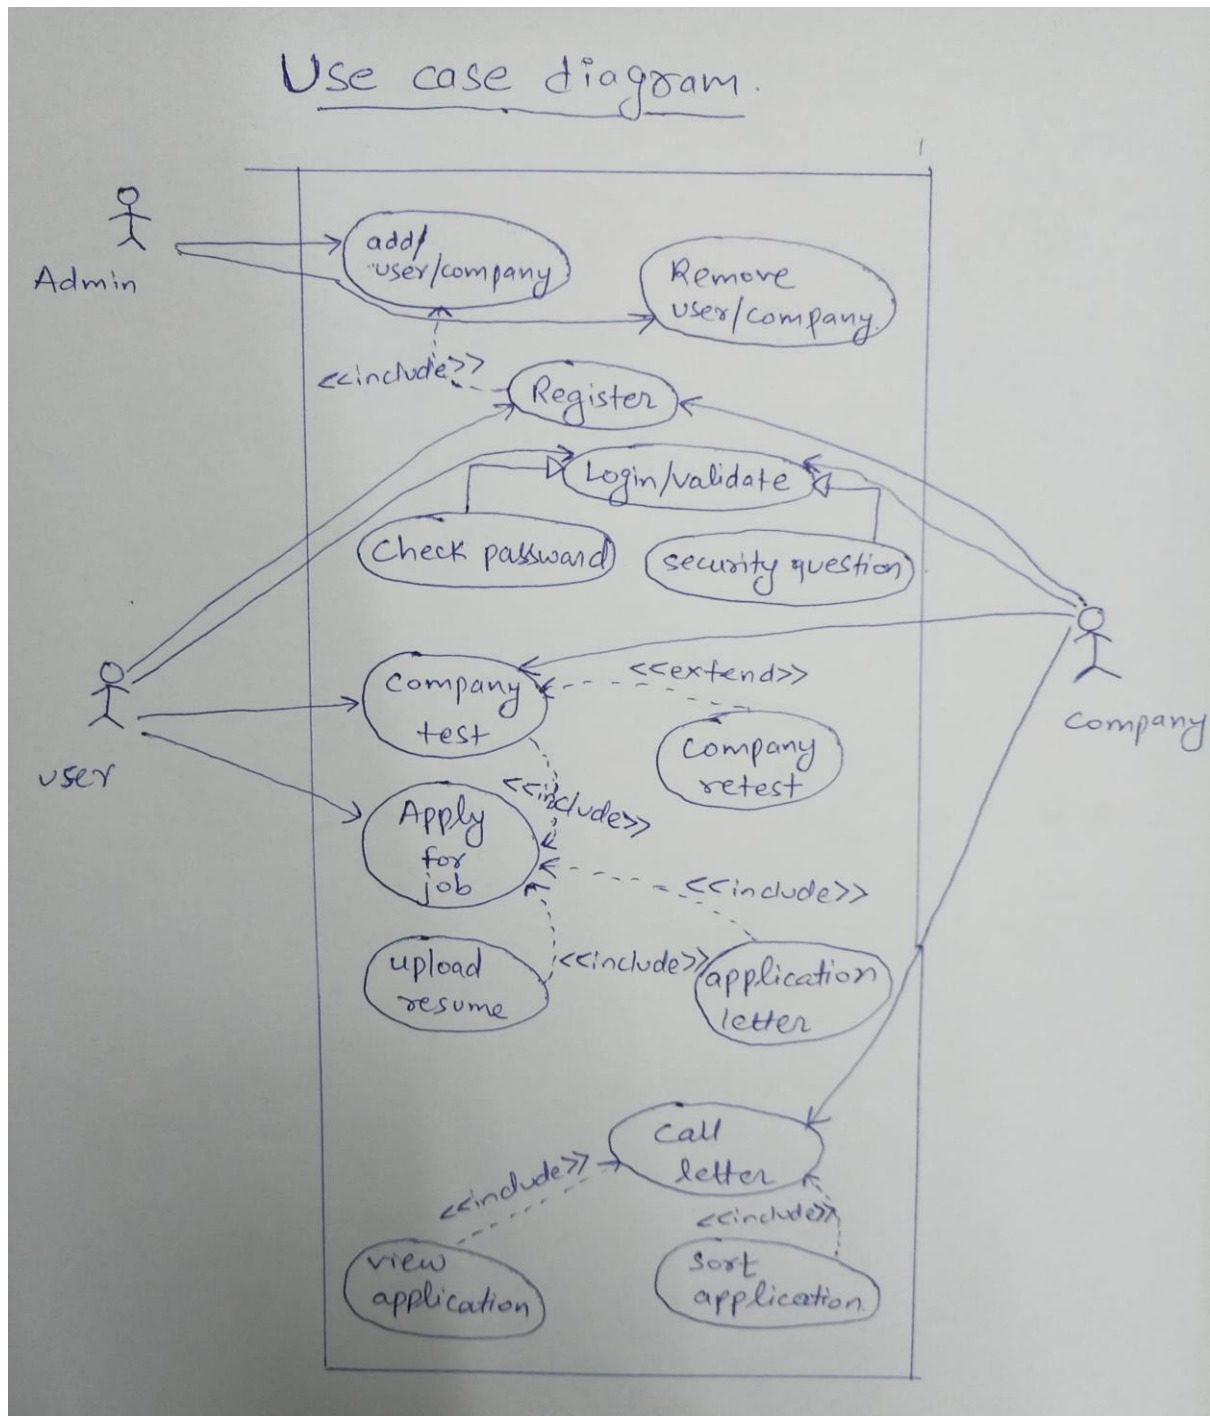 Use case diagram.
Admin
add/
user/company
Remove
user/company.
<<include>>
Register
Login/validate
Check passward
security question
company
test
<<extend>>
company
retest
user
company
<<include>>
Apply
for
job
<<include>>
upload
resume
<<include>>
application
letter
call
letter
<<include>>
<<include>>
view
application
sort
application